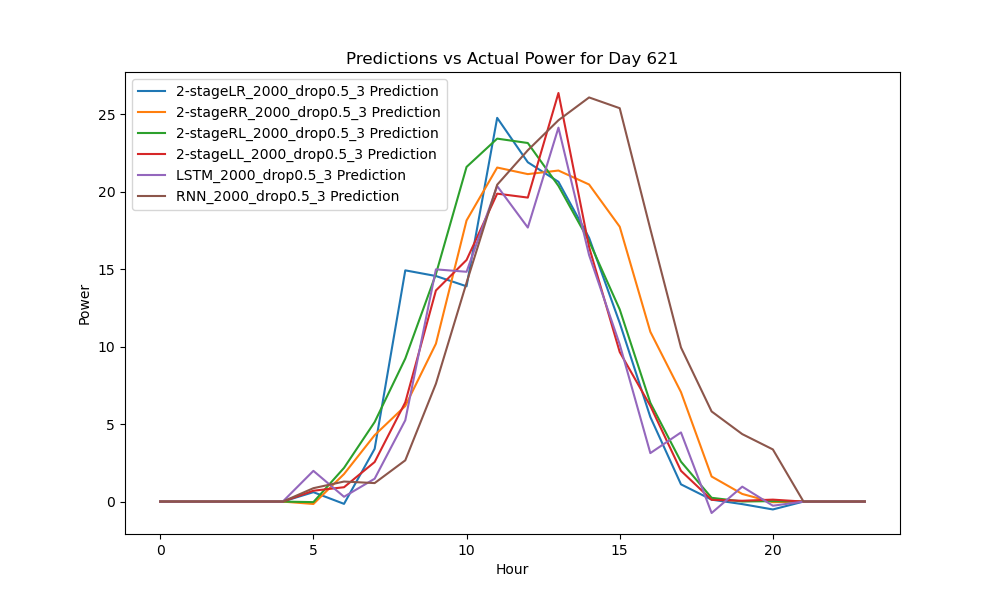 Predictions vs Actual Power for Day 621
2-stageLR_2000_drop0.5_3 Prediction
2-stageRR_2000_drop0.5_3 Prediction
2-stageRL_2000_drop0.5_3 Prediction
2-stageLL_2000_drop0.5_3 Prediction
LSTM_2000_drop0.5_3 Prediction
RNN_2000_drop0.5_3 Prediction
Power
25
20
15
10
5
0
0 5 10 15 20
Hour